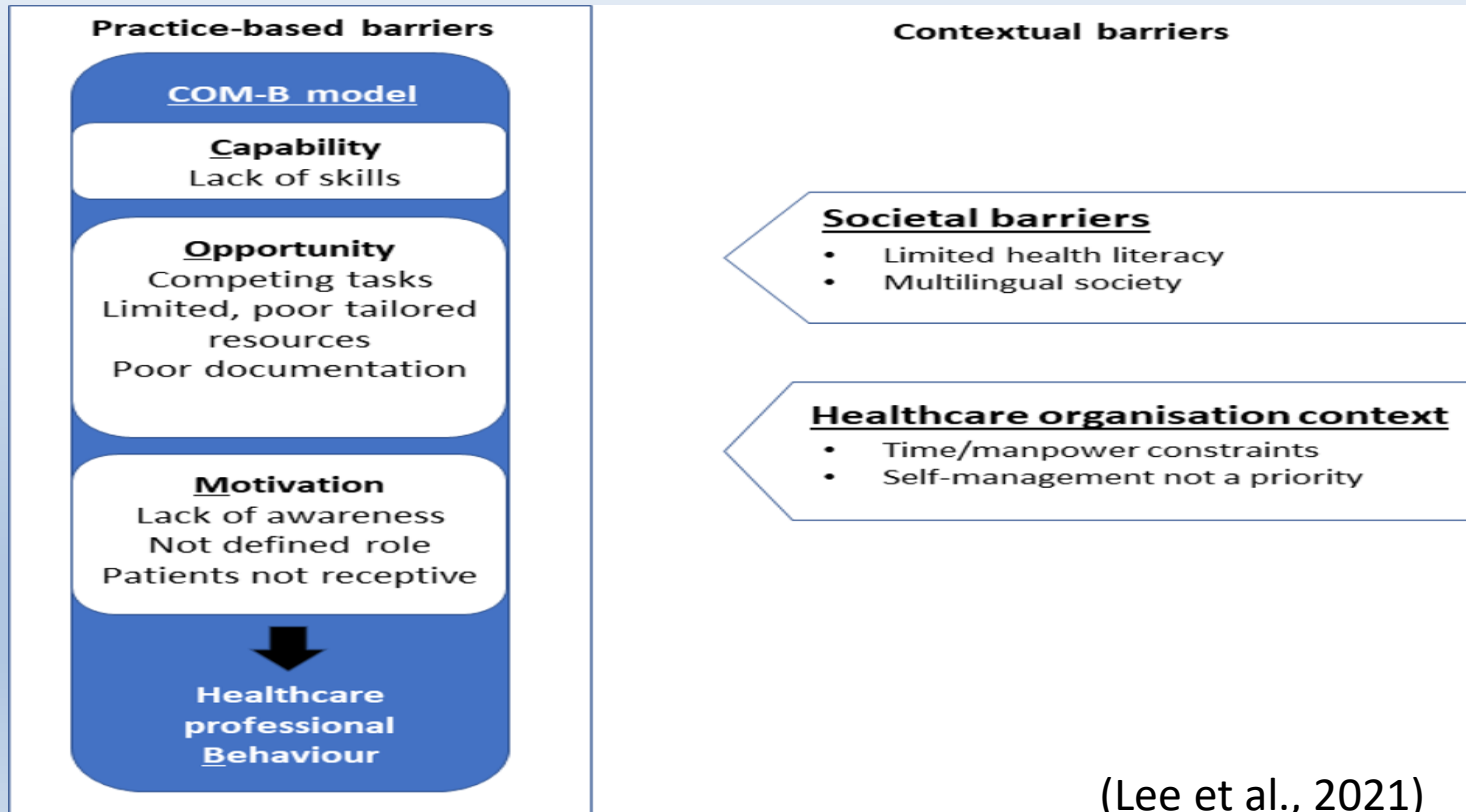 Practice-based barriers
COM-B model
Capability
Lack of skills
Opportunity
Competing tasks
Limited, poor tailored
resources
Poor documentation
Motivation
Lack of awareness
Not defined role
Patients not receptive
Healthcare
professional
Behaviour
Contextual barriers
Societal barriers
• Limited health literacy
• Multilingual society
Healthcare organisation context
• Time/manpower constraints
• Self-management not a priority
(Lee et al., 2021)